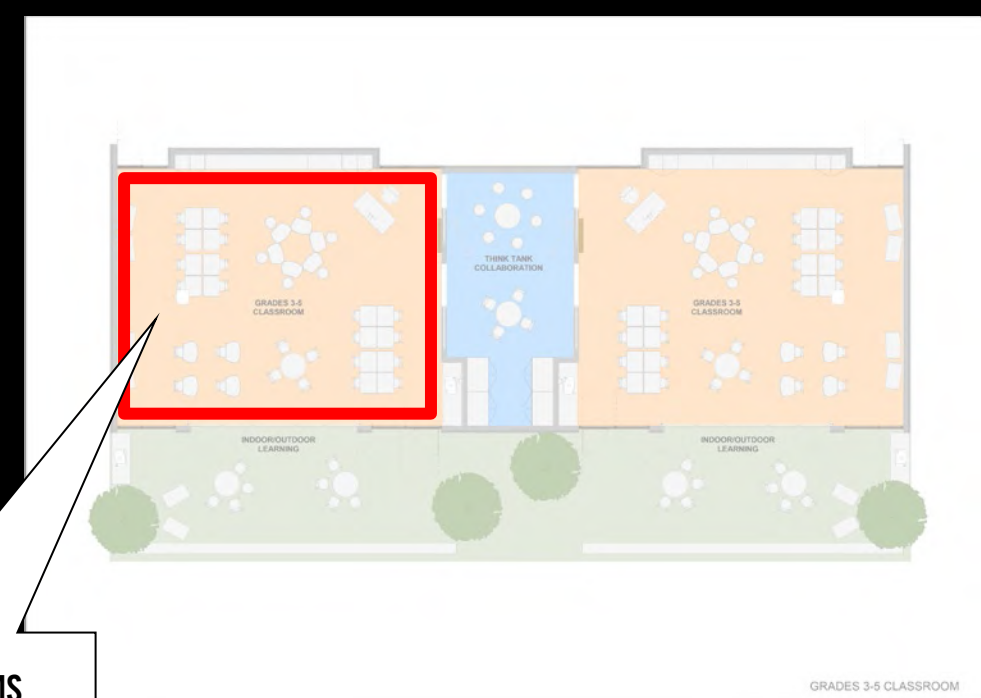 THINK TANK
COLLABORATION
GRADES 3-5
CLASSROOM
GRADES 3-5
CLASSROOM
INDOOR/OUTDOOR
LEARNING
INDOOR/OUTDOOR
LEARNING
GRADES 3-5 CLASSROOM